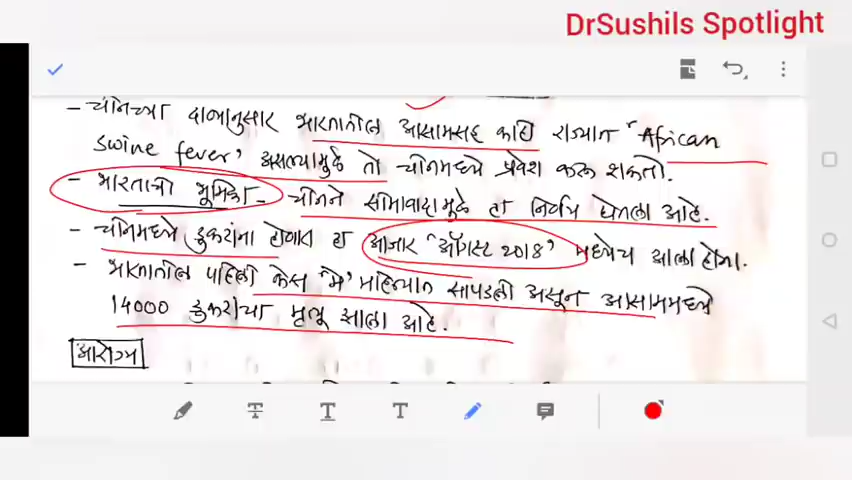 DrSushils Spotlight
- चीनच्या दाव्यानुसार भारतातील आसामसह काही राज्यात "African
swine fever' असल्यामुळे तो चीनमध्ये प्रवेश करू शकतो.
- भारताची भूमिका - चीनने सीमावादामुळे हा निर्णय घेतला आहे.
- चीनमध्ये डुकरांना होणारा हा आजार 'ऑगस्ट 2018' मध्येच आला होता.
- भारतातील पहिली केस 'मे' महिन्यात सापडली असून आसाममध्ये
14000 डुकरांचा मृत्यू झाला आहे.
आरोग्य